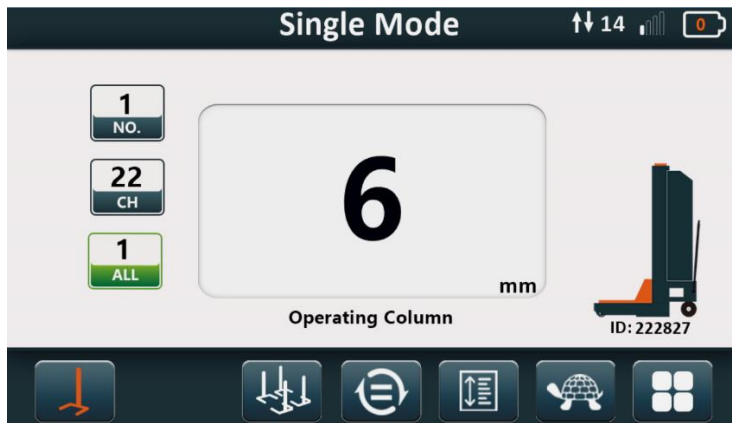 Single Mode
14
0
1
NO.
22
CH
1
ALL
6
mm
Operating Column
ID: 222827